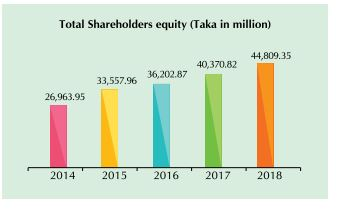 Total Shareholders equity (Taka in million)
44,809.35
40,370.82
36,202.87
33,557.96
26,963.95
2014 2015 2016 2017 2018